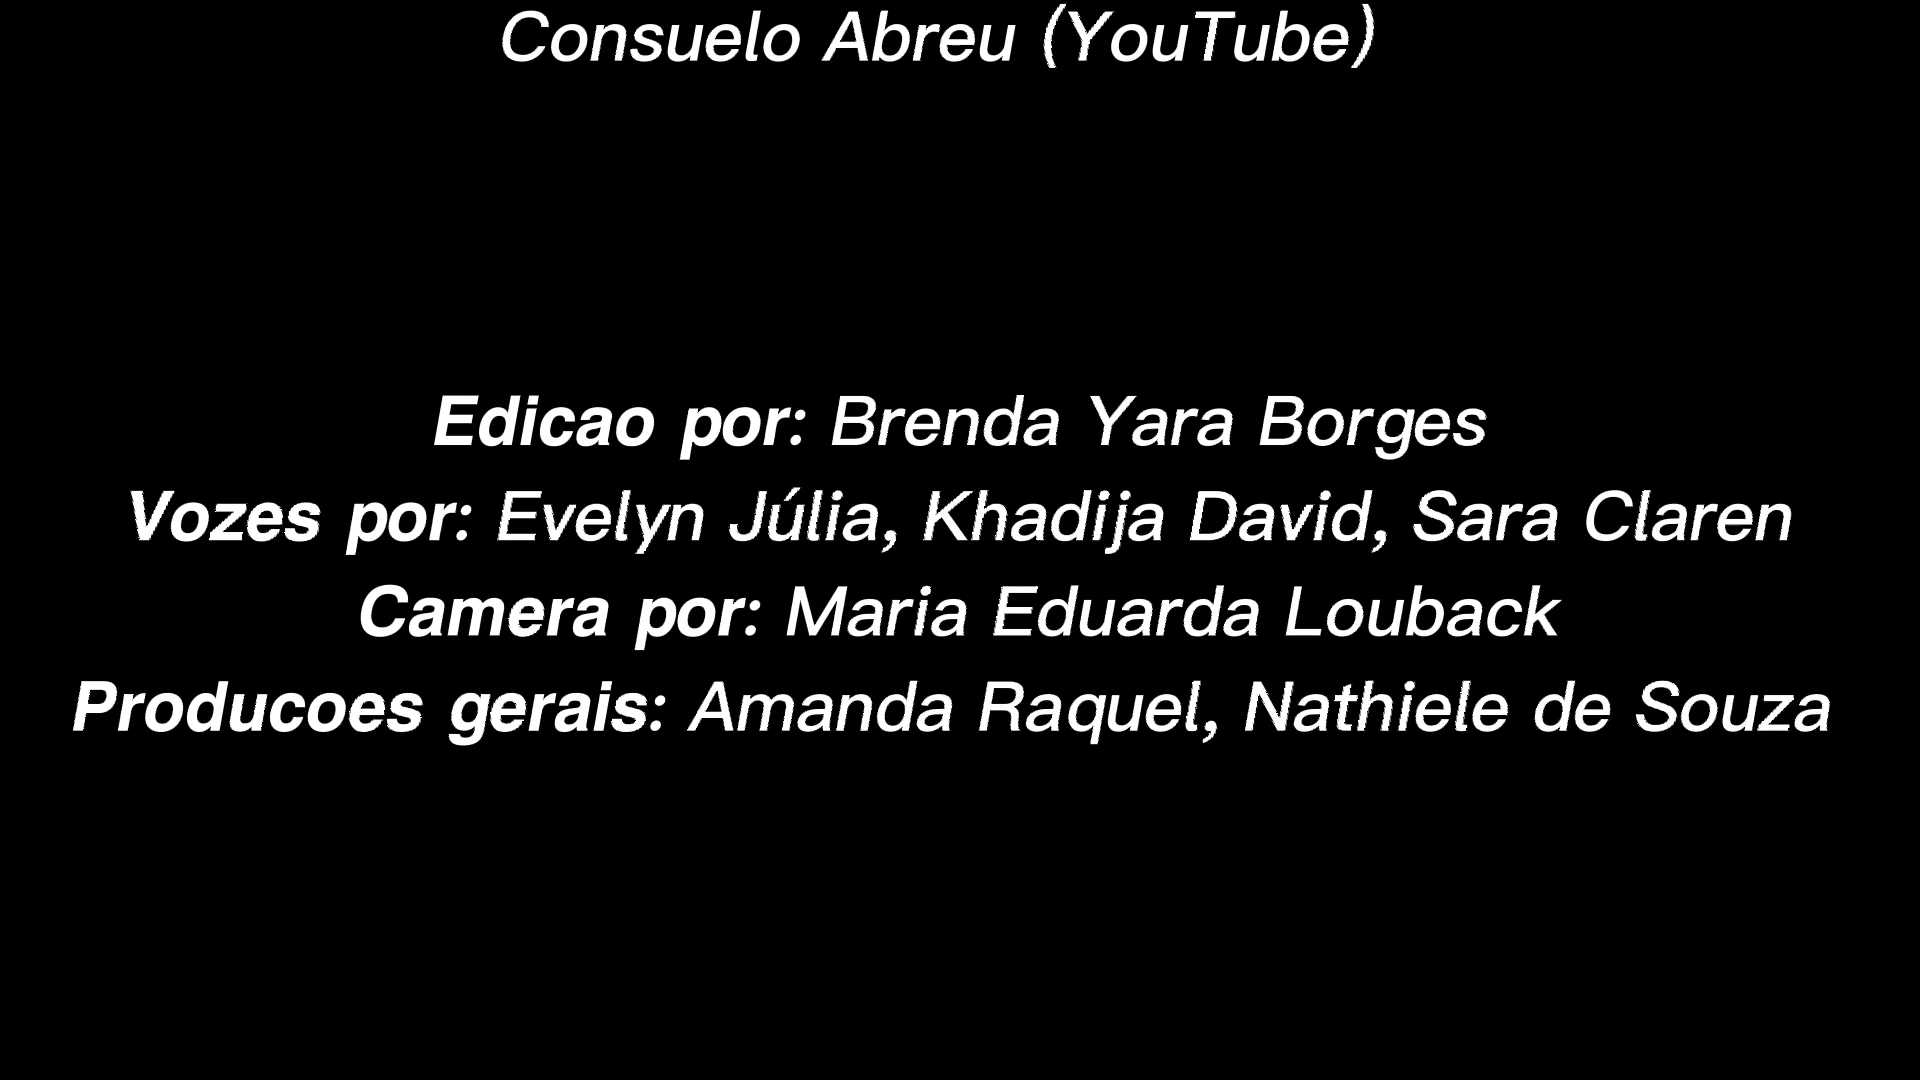 Consuelo Abreu (YouTube)
Edicao por: Brenda Yara Borges
Vozes por: Evelyn Júlia, Khadija David, Sara Claren
Camera por: Maria Eduarda Louback
Producoes gerais: Amanda Raquel, Nathiele de Souza